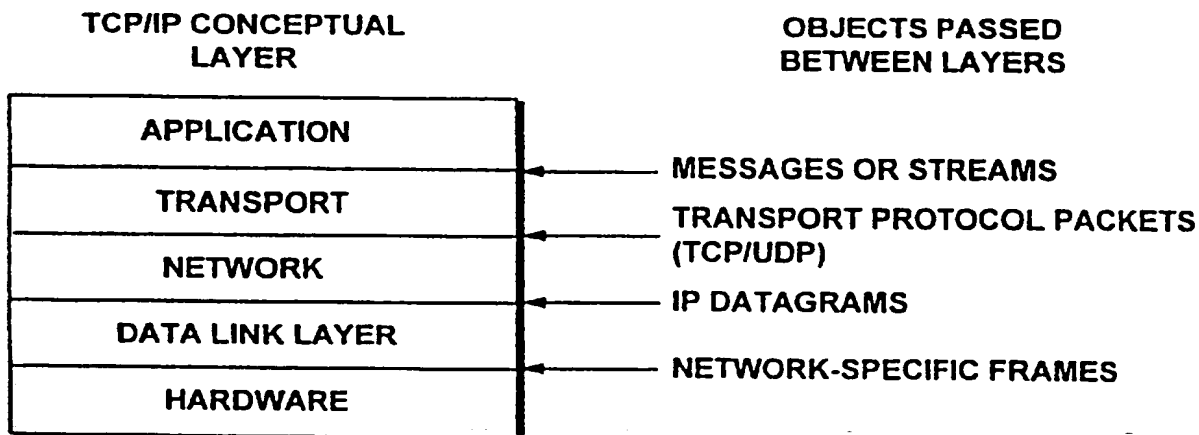 TCP/IP CONCEPTUAL
LAYER
OBJECTS PASSED
BETWEEN LAYERS
APPLICATION
MESSAGES OR STREAMS
TRANSPORT
TRANSPORT PROTOCOL PACKETS
(TCP/UDP)
NETWORK
IP DATAGRAMS
DATA LINK LAYER
NETWORK-SPECIFIC FRAMES
HARDWARE